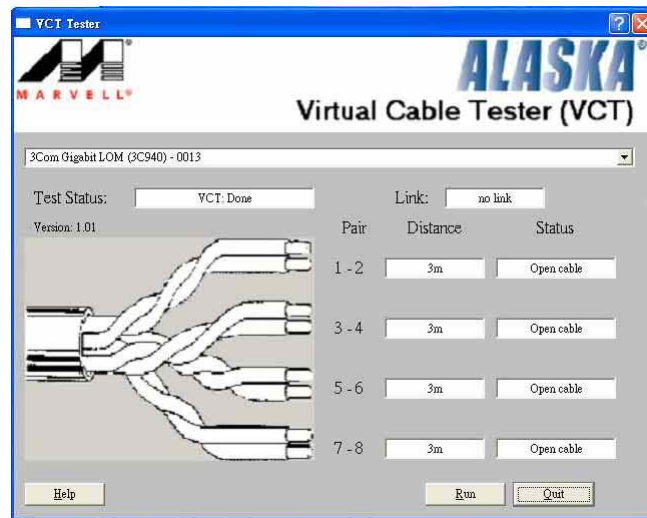 VCT Tester
MARVELL®
ALASKA®
Virtual Cable Tester (VCT)
3Com Gigabit LOM (3C940) - 0013
Test Status: VCT: Done Link: no link
Version: 1.01
Pair Distance Status
1 - 2 3m Open cable
3 - 4 3m Open cable
5 - 6 3m Open cable
7 - 8 3m Open cable
Help Run Quit